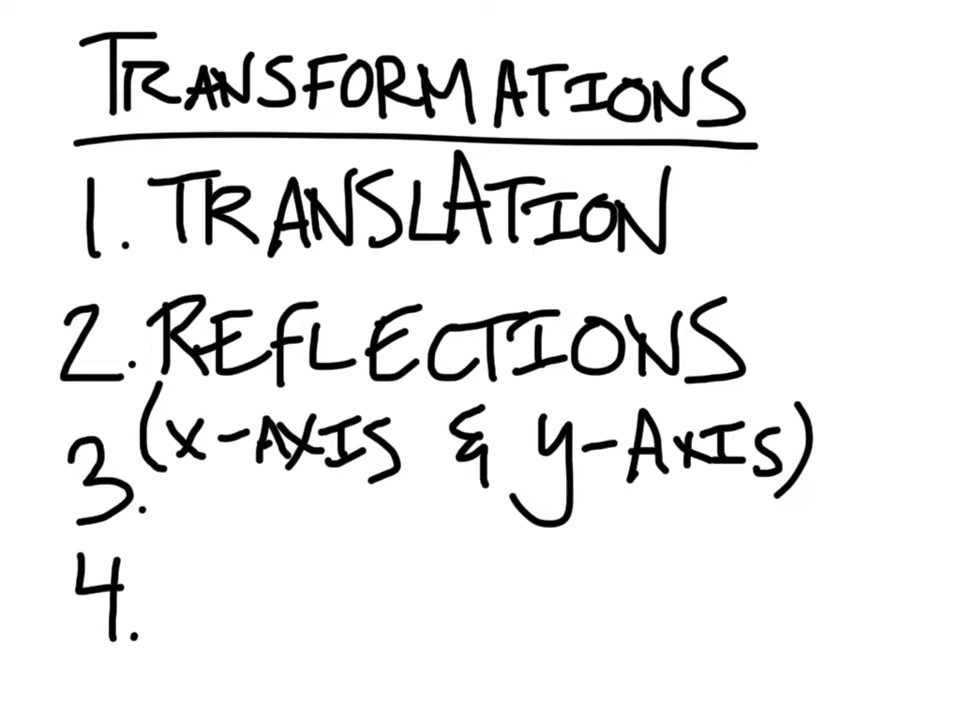 TRANSFORMATIONS
1. TRANSLATION
2. REFLECTIONS
3. (X-AXIS & y-AXIS)
4.